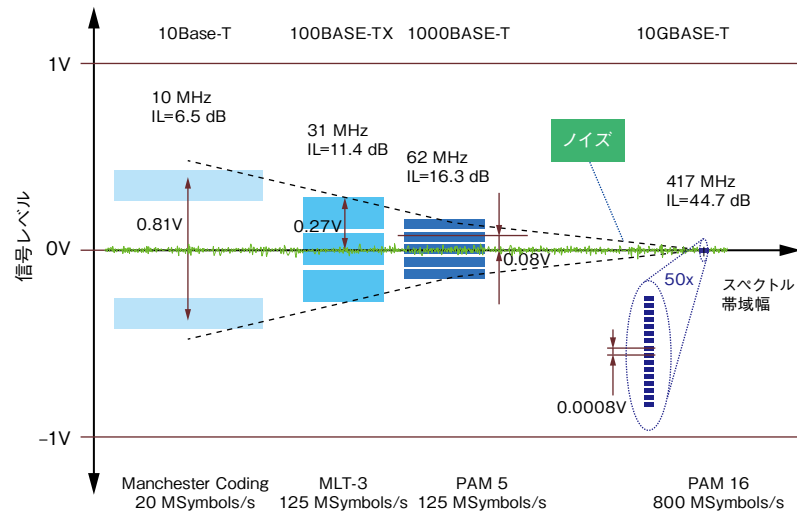 10Base-T
100BASE-TX
1000BASE-T
10GBASE-T
1V
10 MHz
IL=6.5 dB
31 MHz
IL=11.4 dB
62 MHz
IL=16.3 dB
ノイズ
417 MHz
IL=44.7 dB
信号レベル
0.81V
0.27V
0V
0.08V
50x
スペクトル
帯域幅
0.0008V
–1V
Manchester Coding
20 MSymbols/s
MLT-3
125 MSymbols/s
PAM 5
125 MSymbols/s
PAM 16
800 MSymbols/s